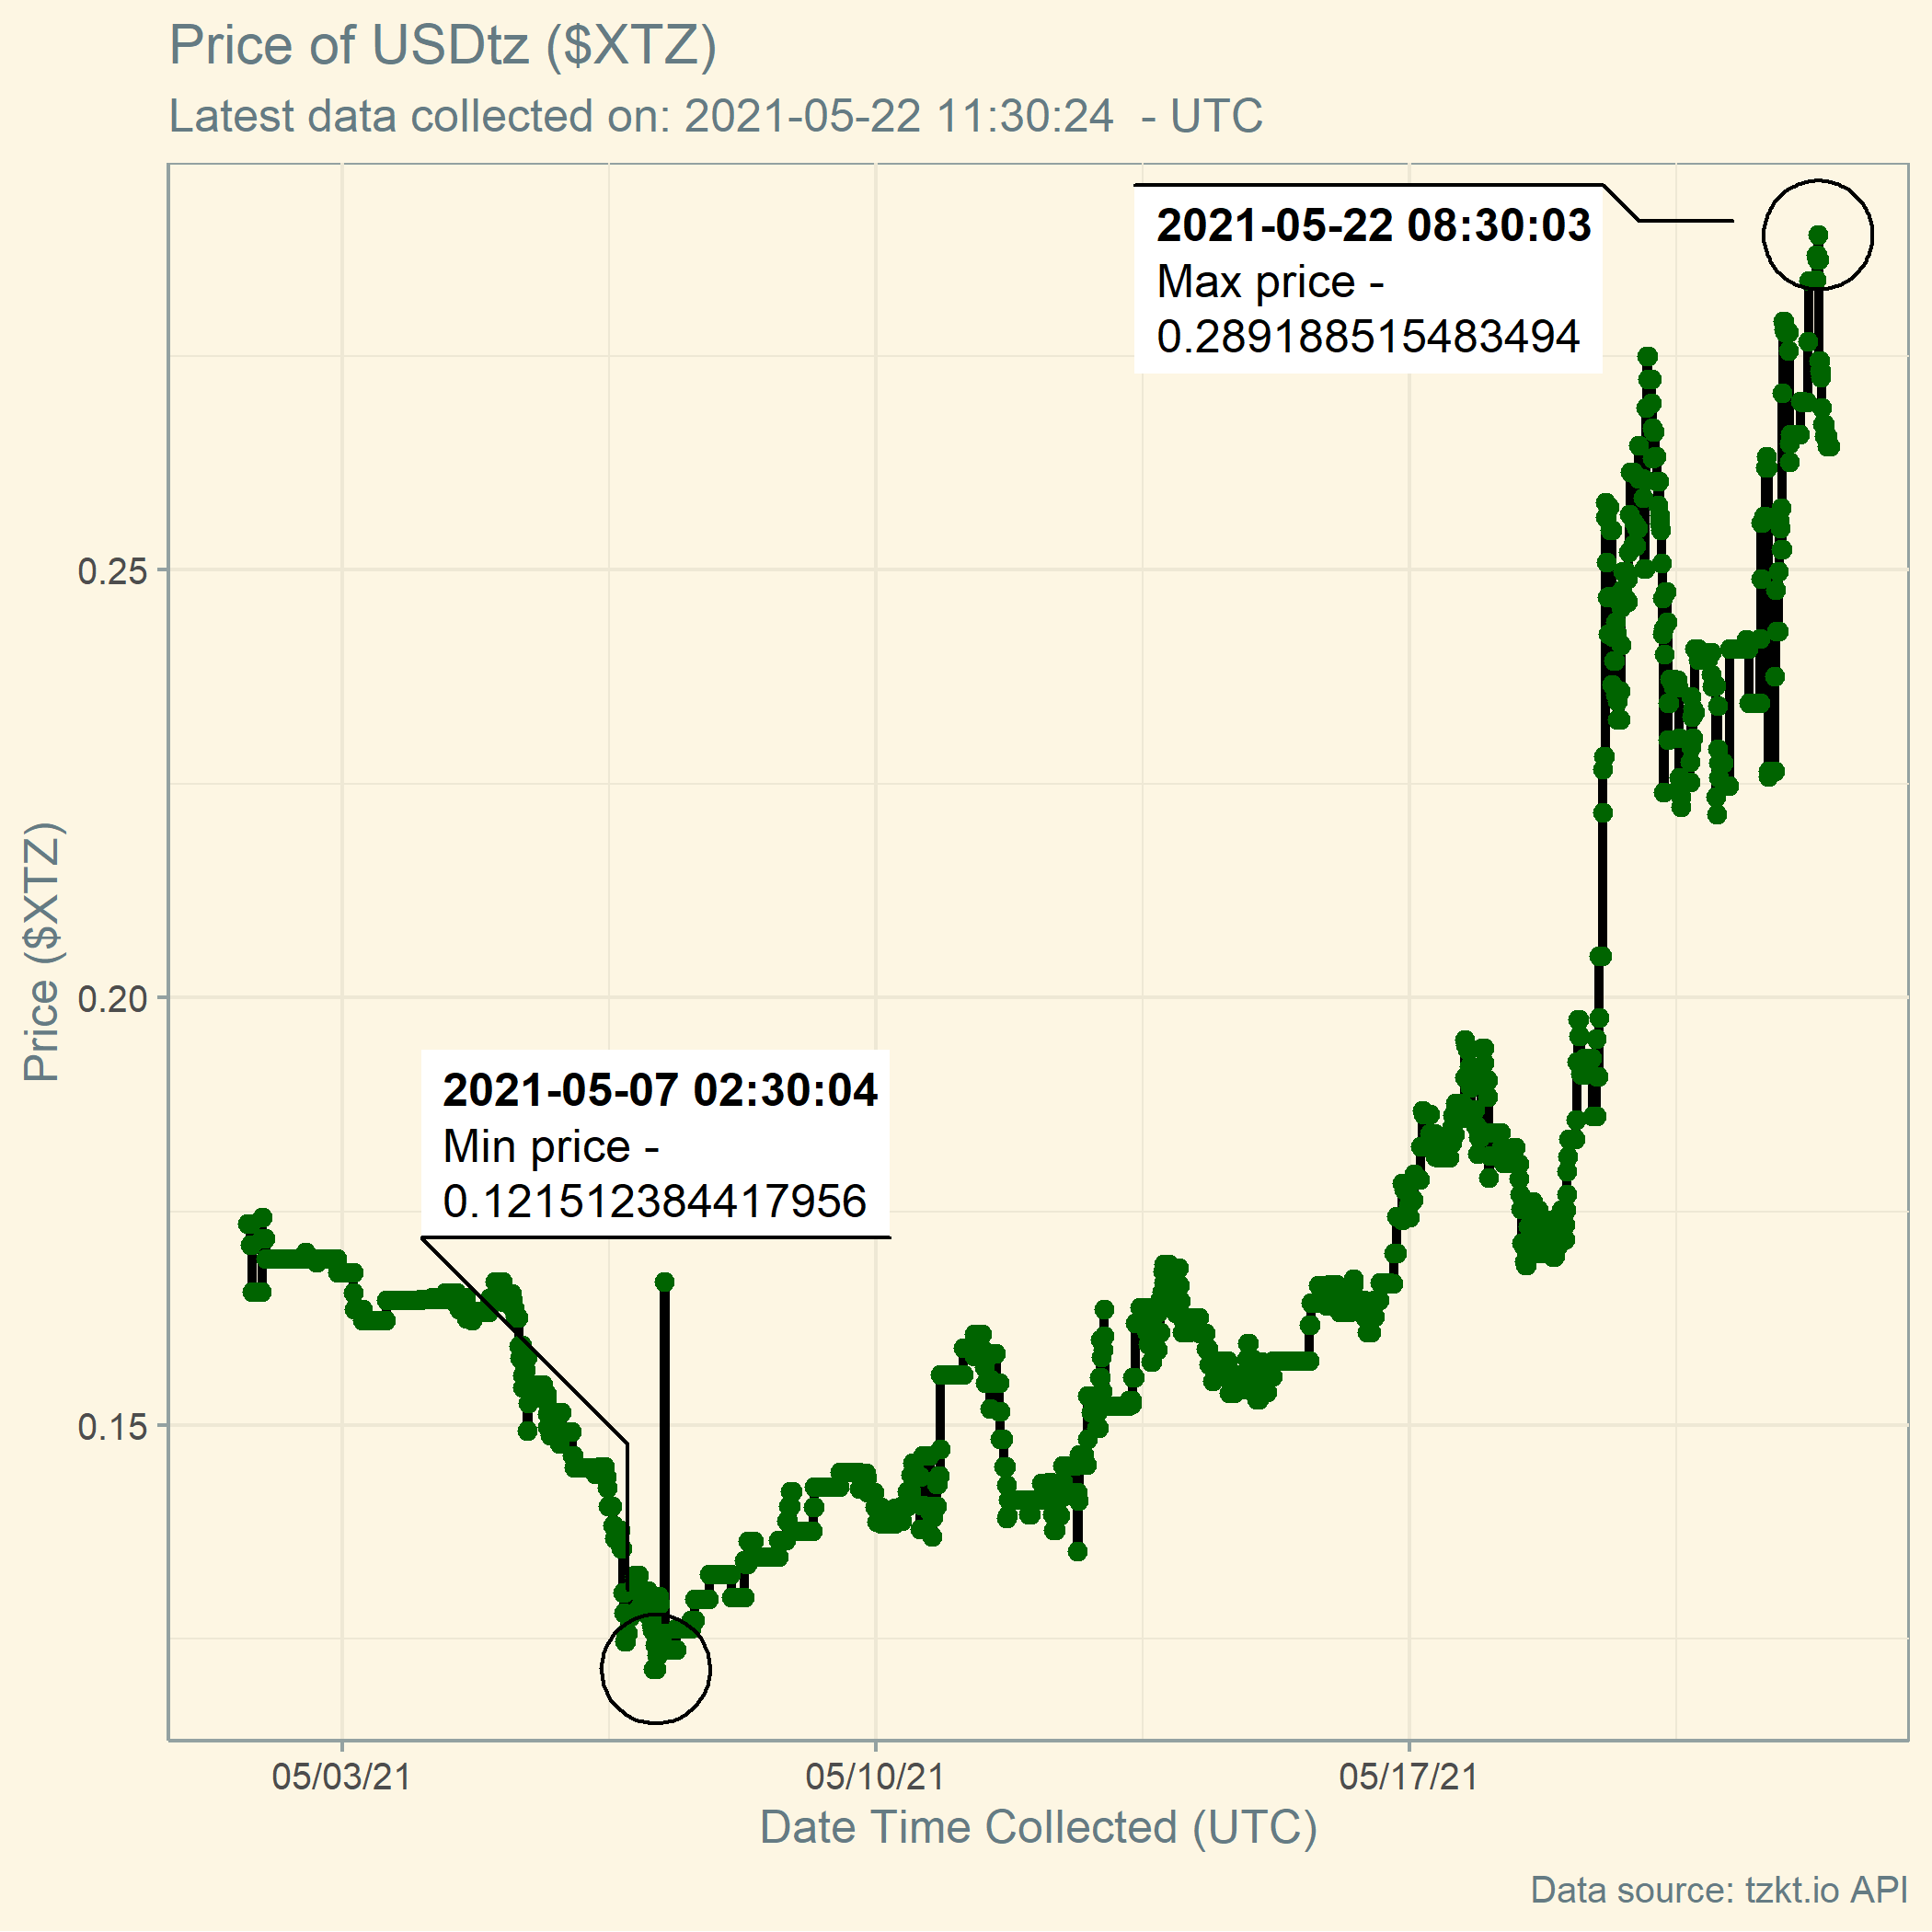 Price of USDtz ($XTZ)
Latest data collected on: 2021-05-22 11:30:24  - UTC
2021-05-22 08:30:03
Max price -
0.289188515483494
0.25
0.20
0.15
Price ($XTZ)
2021-05-07 02:30:04
Min price -
0.121512384417956
05/03/21
05/10/21
05/17/21
Date Time Collected (UTC)
Data source: tzkt.io API